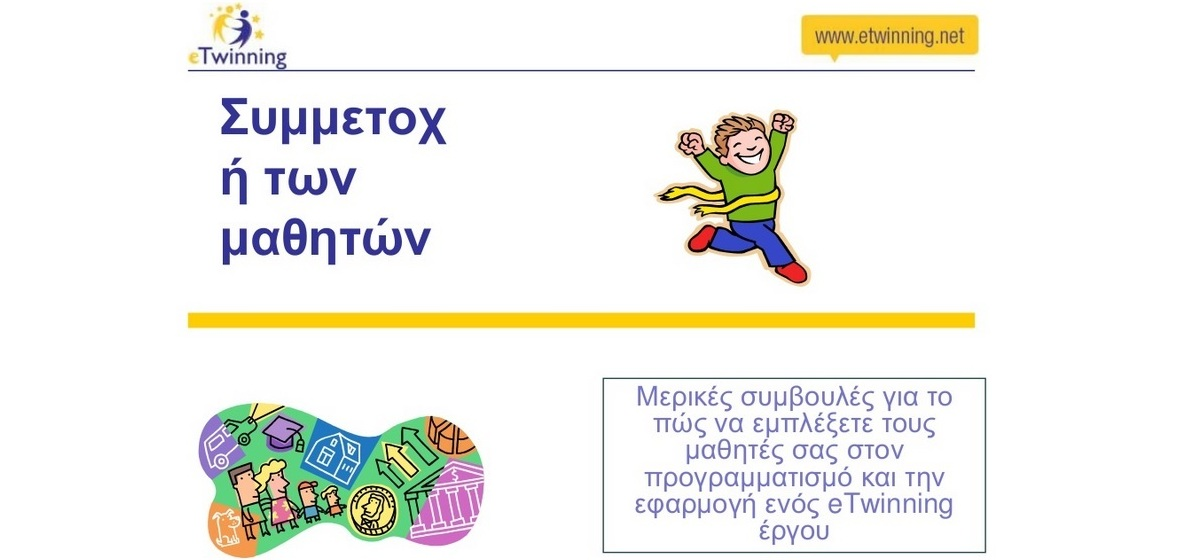 eTwinning
www.etwinning.net
Συμμετοχ
ή των
μαθητών
Μερικές συμβουλές για το
πώς να εμπλέξετε τους
μαθητές σας στον
προγραμματισμό και την
εφαρμογή ενός eTwinning
έργου